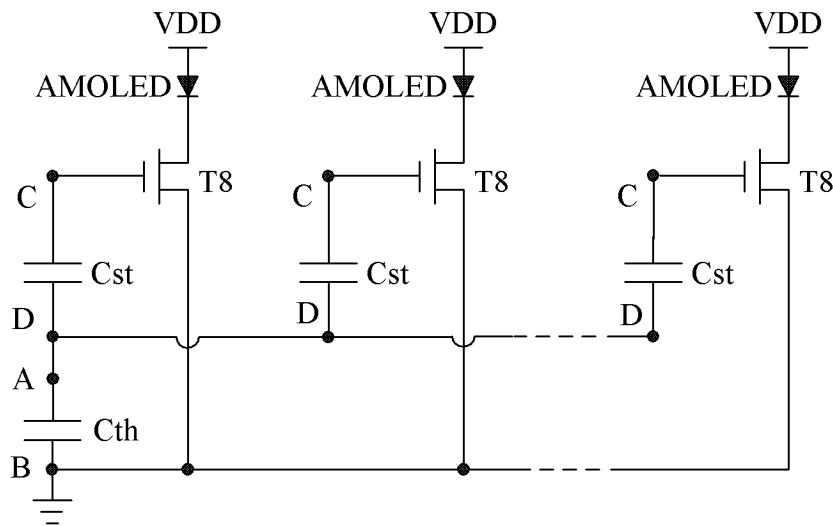 VDD VDD VDD
AMOLED AMOLED AMOLED
C T8 C T8 C T8
Cst Cst Cst
D D D
A
Cth
B